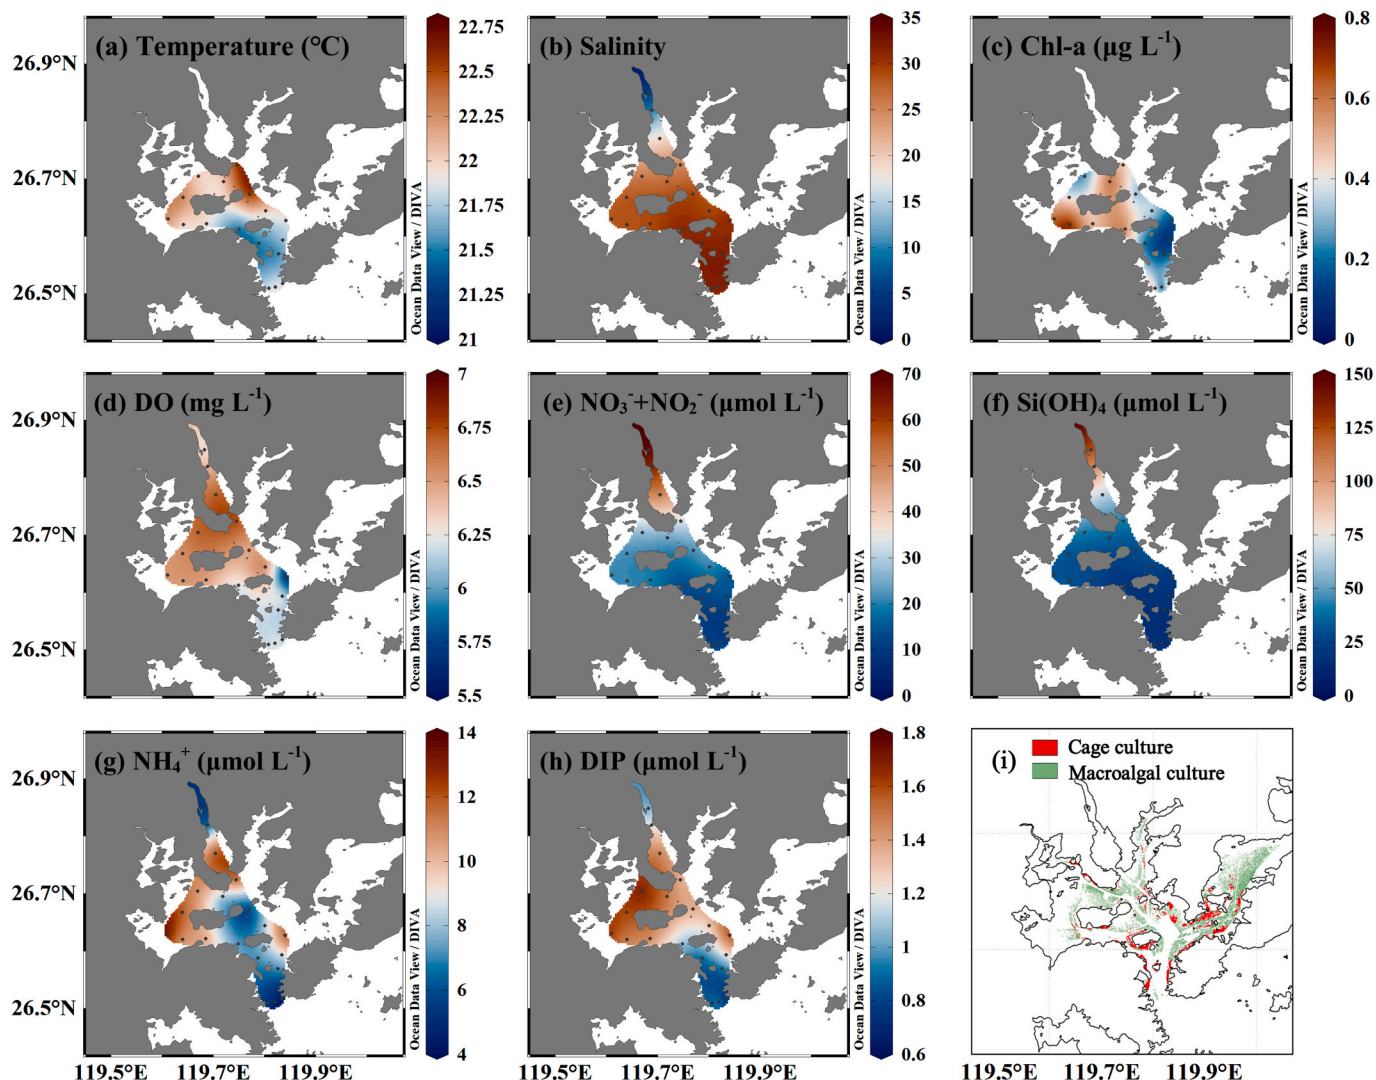 (a) Temperature (°C)
22.75
22.5
22.25
22
21.75
21.5
21.25
21
Ocean Data View / DIVA
26.9°N
26.7°N
26.5°N
(b) Salinity
35
30
25
20
15
10
5
0
Ocean Data View / DIVA
(c) Chl-a (µg L⁻¹)
0.8
0.6
0.4
0.2
0
Ocean Data View / DIVA
(d) DO (mg L⁻¹)
7
6.75
6.5
6.25
6
5.75
5.5
Ocean Data View / DIVA
26.9°N
26.7°N
26.5°N
(e) NO₃⁻+NO₂⁻ (µmol L⁻¹)
70
60
50
40
30
20
10
0
Ocean Data View / DIVA
(f) Si(OH)₄ (µmol L⁻¹)
150
125
100
75
50
25
0
Ocean Data View / DIVA
(g) NH₄⁺ (µmol L⁻¹)
14
12
10
8
6
4
Ocean Data View / DIVA
26.9°N
26.7°N
26.5°N
119.5°E 119.7°E 119.9°E
(h) DIP (µmol L⁻¹)
1.8
1.6
1.4
1.2
1
0.8
0.6
Ocean Data View / DIVA
119.5°E 119.7°E 119.9°E
(i)
Cage culture
Macroalgal culture
119.5°E 119.7°E 119.9°E